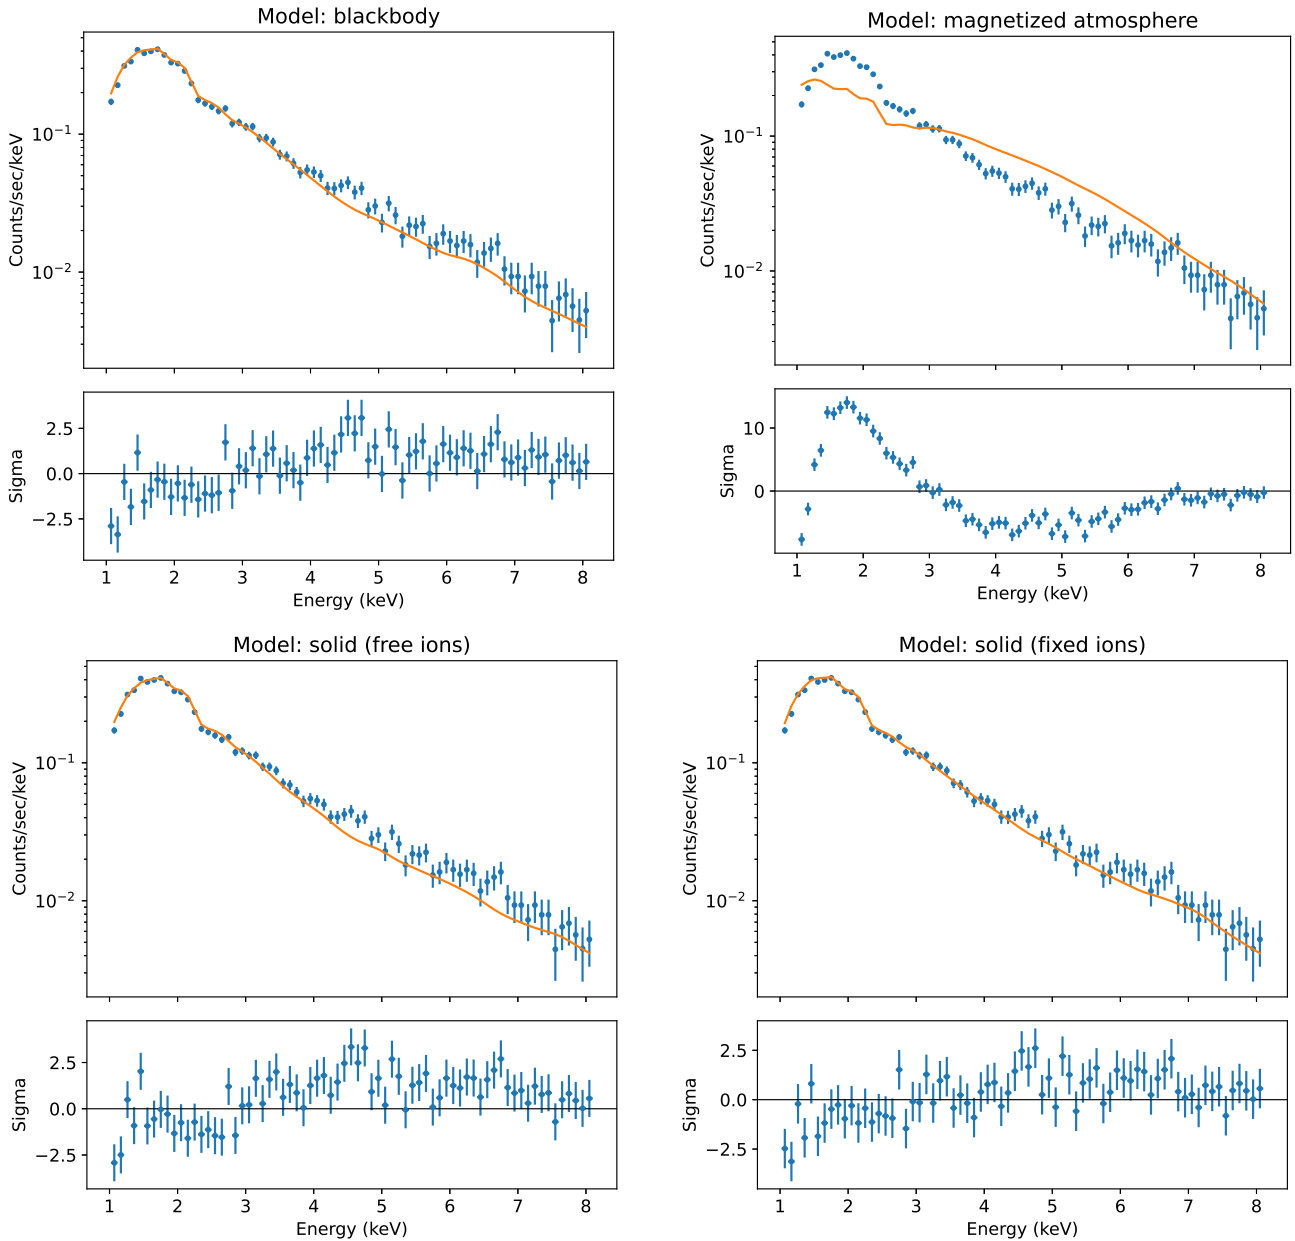 Model: blackbody
Counts/sec/keV
10⁻¹
10⁻²
Sigma
2.5
0.0
−2.5
1 2 3 4 5 6 7 8
Energy (keV)
Model: magnetized atmosphere
Counts/sec/keV
10⁻¹
10⁻²
Sigma
10
0
1 2 3 4 5 6 7 8
Energy (keV)
Model: solid (free ions)
Counts/sec/keV
10⁻¹
10⁻²
Sigma
2.5
0.0
−2.5
1 2 3 4 5 6 7 8
Energy (keV)
Model: solid (fixed ions)
Counts/sec/keV
10⁻¹
10⁻²
Sigma
2.5
0.0
−2.5
1 2 3 4 5 6 7 8
Energy (keV)